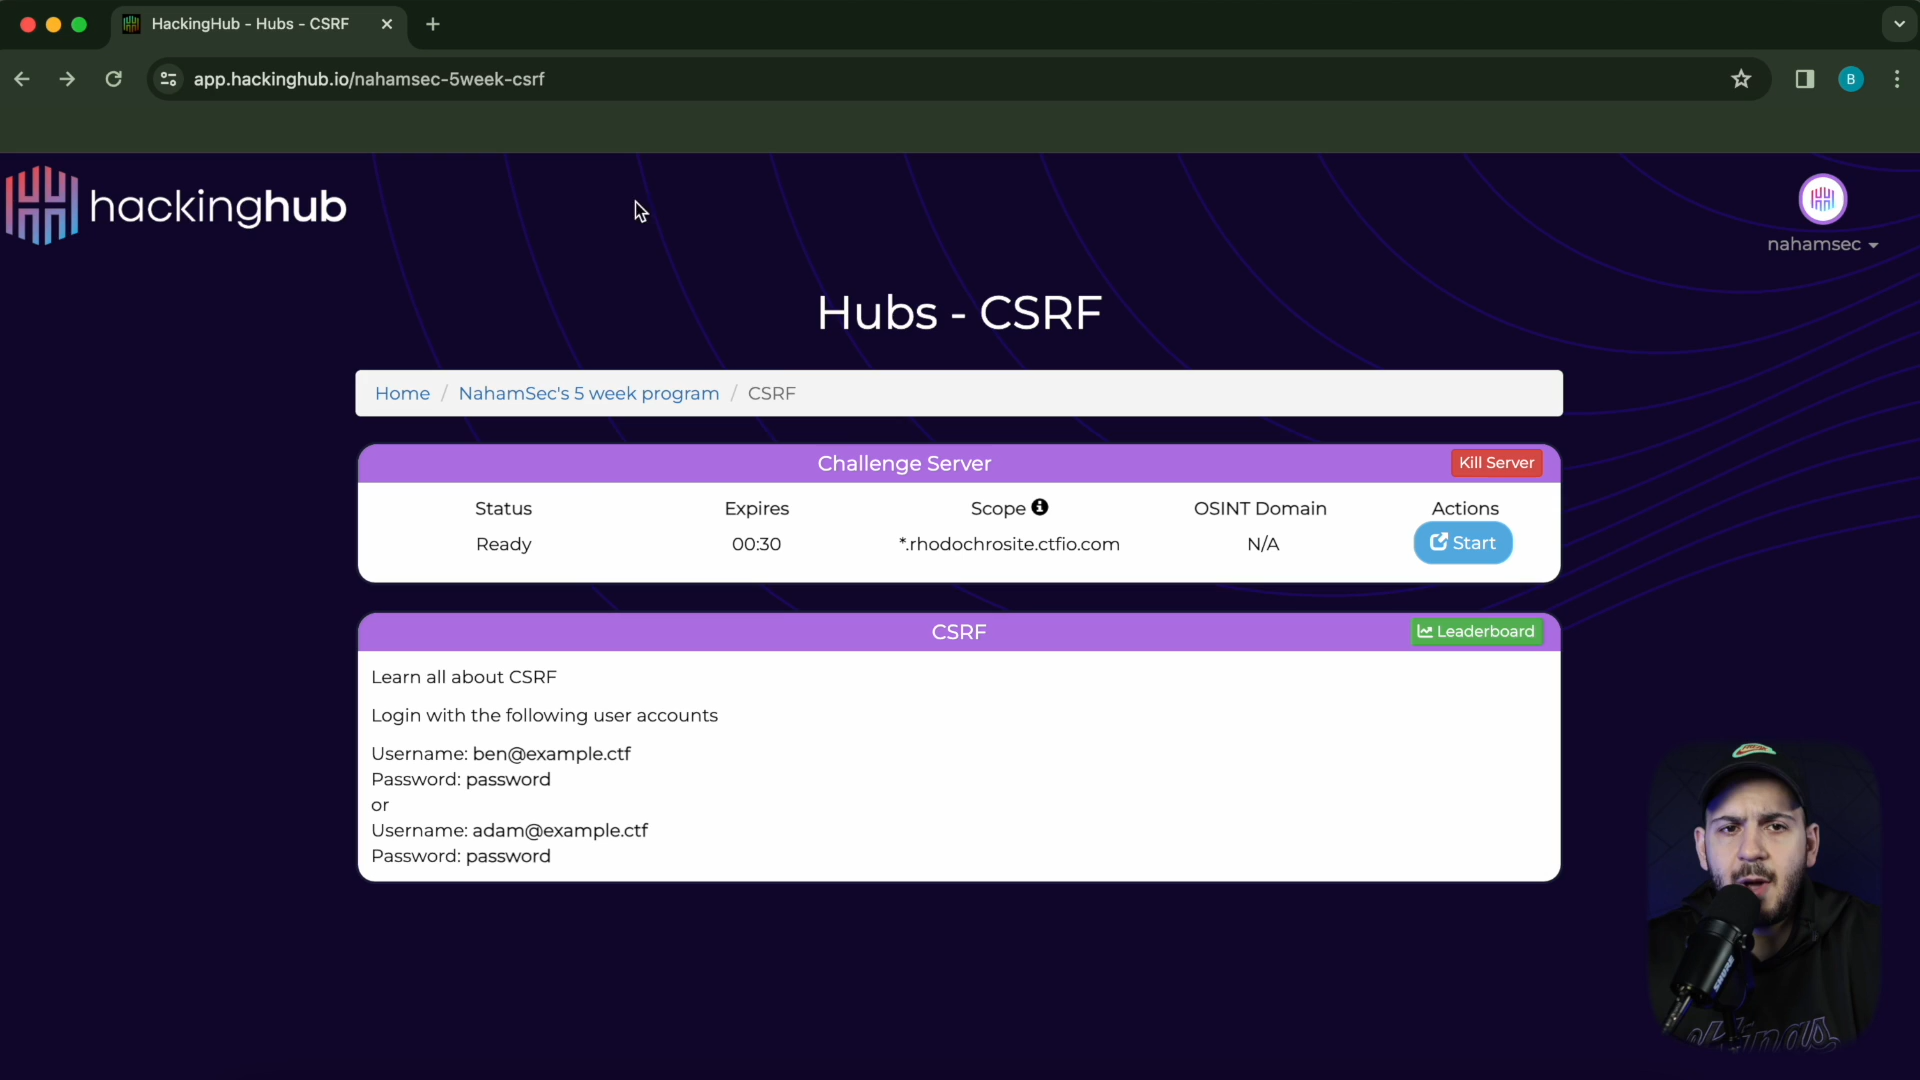 HackingHub - Hubs - CSRF
app.hackinghub.io/nahamsec-5week-csrf
B
hackinghub
nahamsec
Hubs - CSRF
Home / NahamSec's 5 week program / CSRF
Challenge Server
Kill Server
Status Expires Scope OSINT Domain Actions
Ready 00:30 *.rhodochrosite.ctfio.com N/A Start
CSRF
Leaderboard
Learn all about CSRF
Login with the following user accounts
Username: ben@example.ctf
Password: password
or
Username: adam@example.ctf
Password: password
SHURE